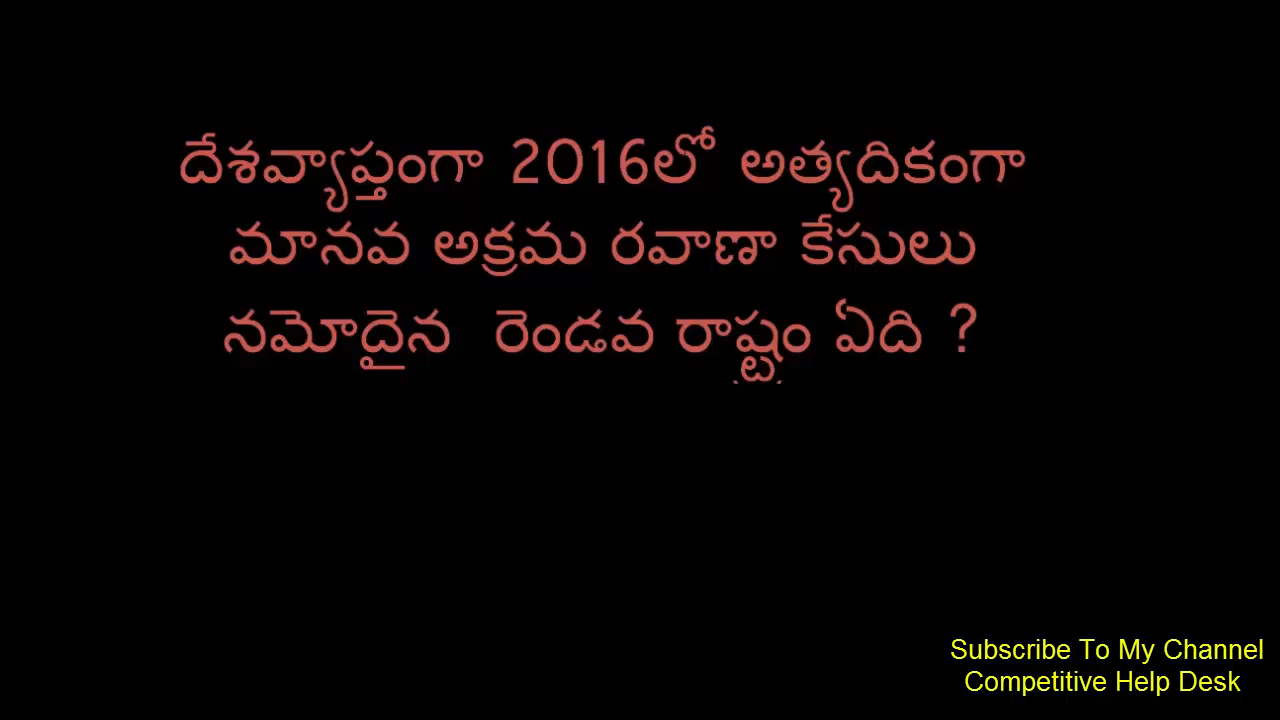 దేశవ్యాప్తంగా 2016లో అత్యదికంగా
మానవ అక్రమ రవాణా కేసులు
నమోదైన రెండవ రాష్ట్రం ఏది ?
Subscribe To My Channel
Competitive Help Desk